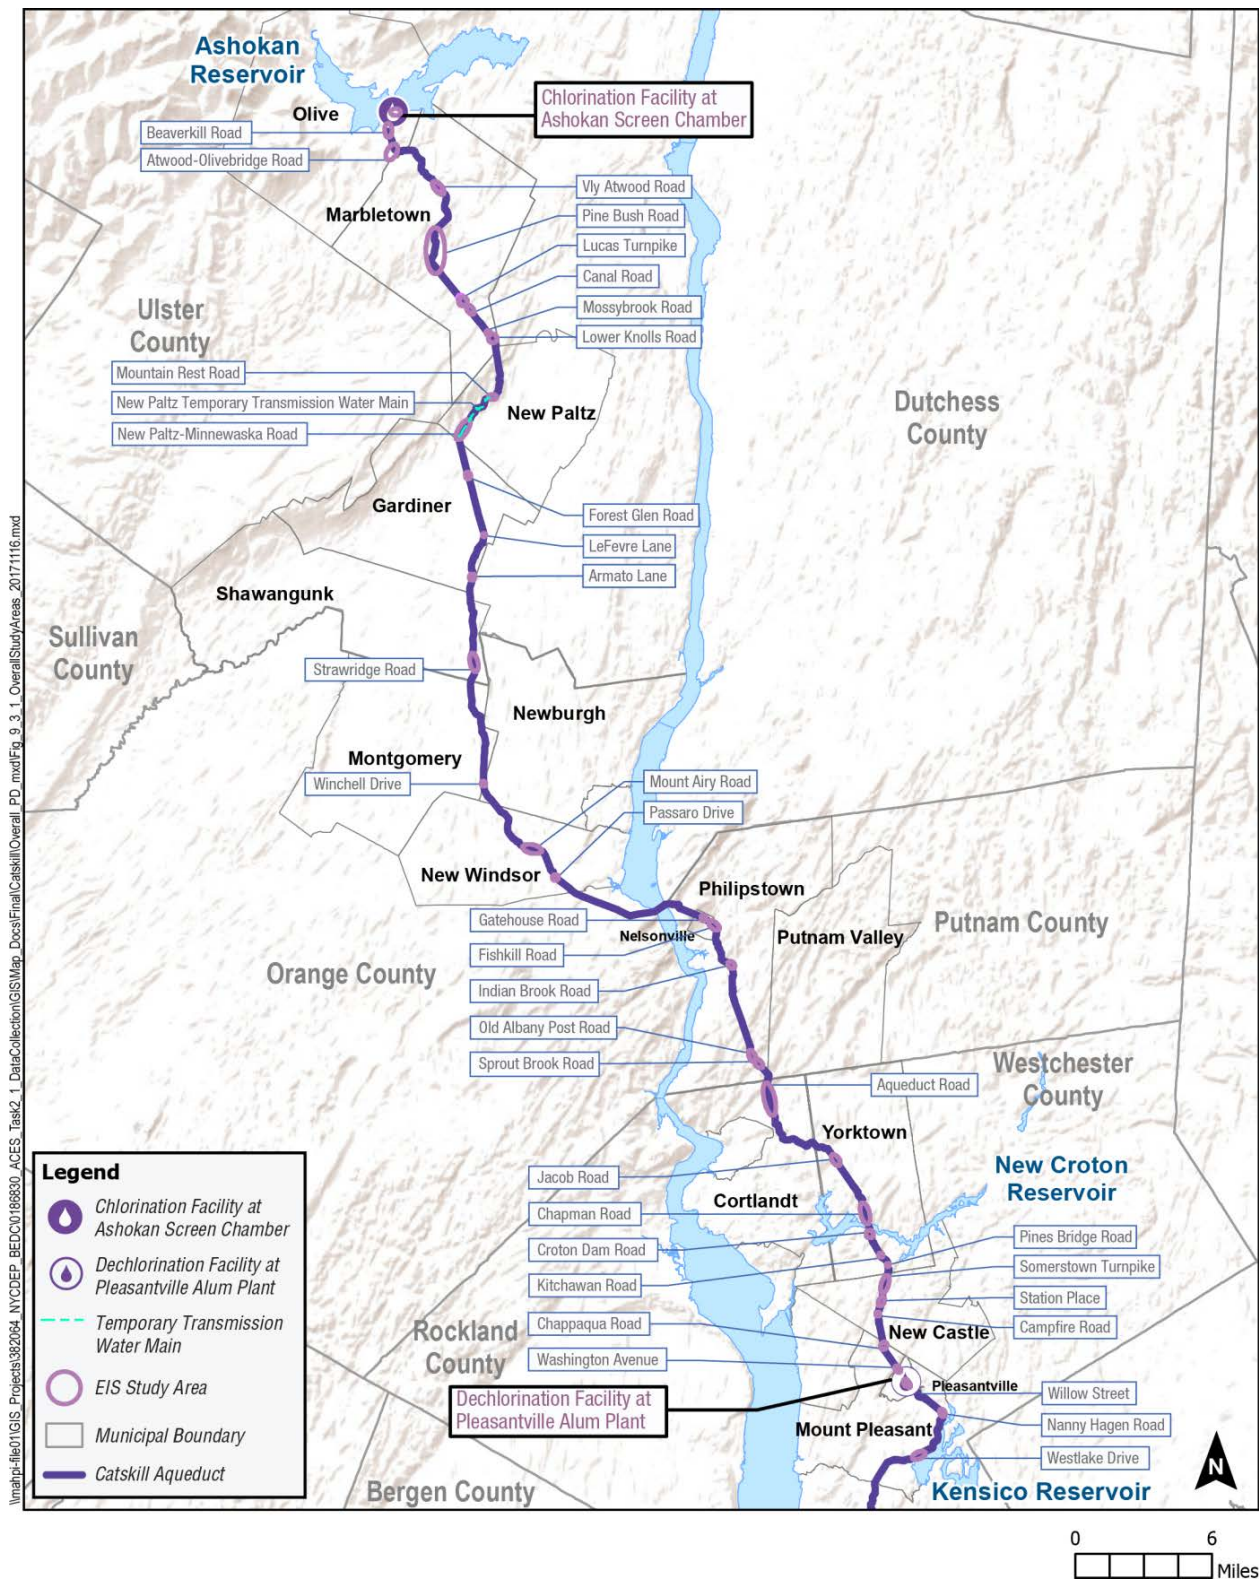 Ashokan
Reservoir
Chlorination Facility at
Ashokan Screen Chamber
Olive
Beaverkill Road
Atwood-Olivebridge Road
Vly Atwood Road
Marbletown
Pine Bush Road
Lucas Turnpike
Canal Road
Mossybrook Road
Lower Knolls Road
Ulster
County
Mountain Rest Road
New Paltz Temporary Transmission Water Main
New Paltz-Minnewaska Road
New Paltz
Dutchess
County
Gardiner
Forest Glen Road
LeFevre Lane
Armato Lane
Shawangunk
Sullivan
County
Strawridge Road
Newburgh
Montgomery
Winchell Drive
Mount Airy Road
Passaro Drive
New Windsor
Philipstown
Gatehouse Road
Nelsonville
Putnam Valley
Putnam County
Fishkill Road
Orange County
Indian Brook Road
Old Albany Post Road
Sprout Brook Road
Westchester
County
Aqueduct Road
Yorktown
New Croton
Reservoir
Jacob Road
Cortlandt
Chapman Road
Croton Dam Road
Pines Bridge Road
Somerstown Turnpike
Kitchawan Road
Station Place
Rockland
County
Chappaqua Road
New Castle
Campfire Road
Washington Avenue
Dechlorination Facility at
Pleasantville Alum Plant
Pleasantville
Willow Street
Mount Pleasant
Nanny Hagen Road
Westlake Drive
Bergen County
Kensico Reservoir
Legend
Chlorination Facility at
Ashokan Screen Chamber
Dechlorination Facility at
Pleasantville Alum Plant
Temporary Transmission
Water Main
EIS Study Area
Municipal Boundary
Catskill Aqueduct
N
0 6
Miles
\\mahpi-file01\GIS_Projects\382064_NYCDEP_BEDC\0186830_ACES_Task2_1_DataCollection\GIS\Map_Docs\Final\Catskill\Overall_PD_mxd\Fig_9_3_1_OverallStudyAreas_20171116.mxd